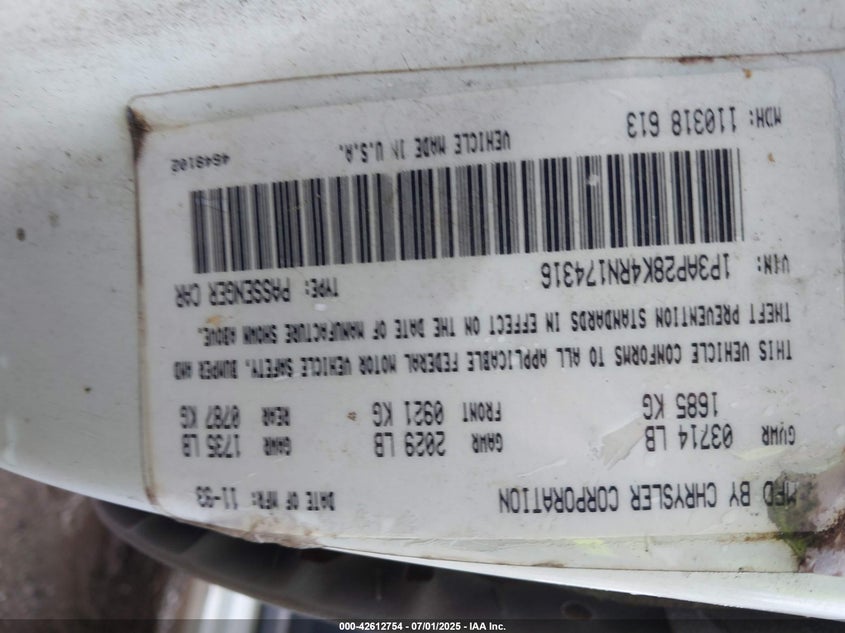 MFD BY CHRYSLER CORPORATION DATE OF MFR: 11-93
GVWR 03714 LB GAWR 2029 LB GAWR 1735 LB
1685 KG FRONT 0921 KG REAR 0787 KG
THIS VEHICLE CONFORMS TO ALL APPLICABLE FEDERAL MOTOR VEHICLE SAFETY, BUMPER AND
THEFT PREVENTION STANDARDS IN EFFECT ON THE DATE OF MANUFACTURE SHOWN ABOVE.
VIN: 1P3AP28K4RN174316 TYPE: PASSENGER CAR
MDH: 110318 613 VEHICLE MADE IN U.S.A. 4648102
000-42612754 - 07/01/2025 - IAA Inc.